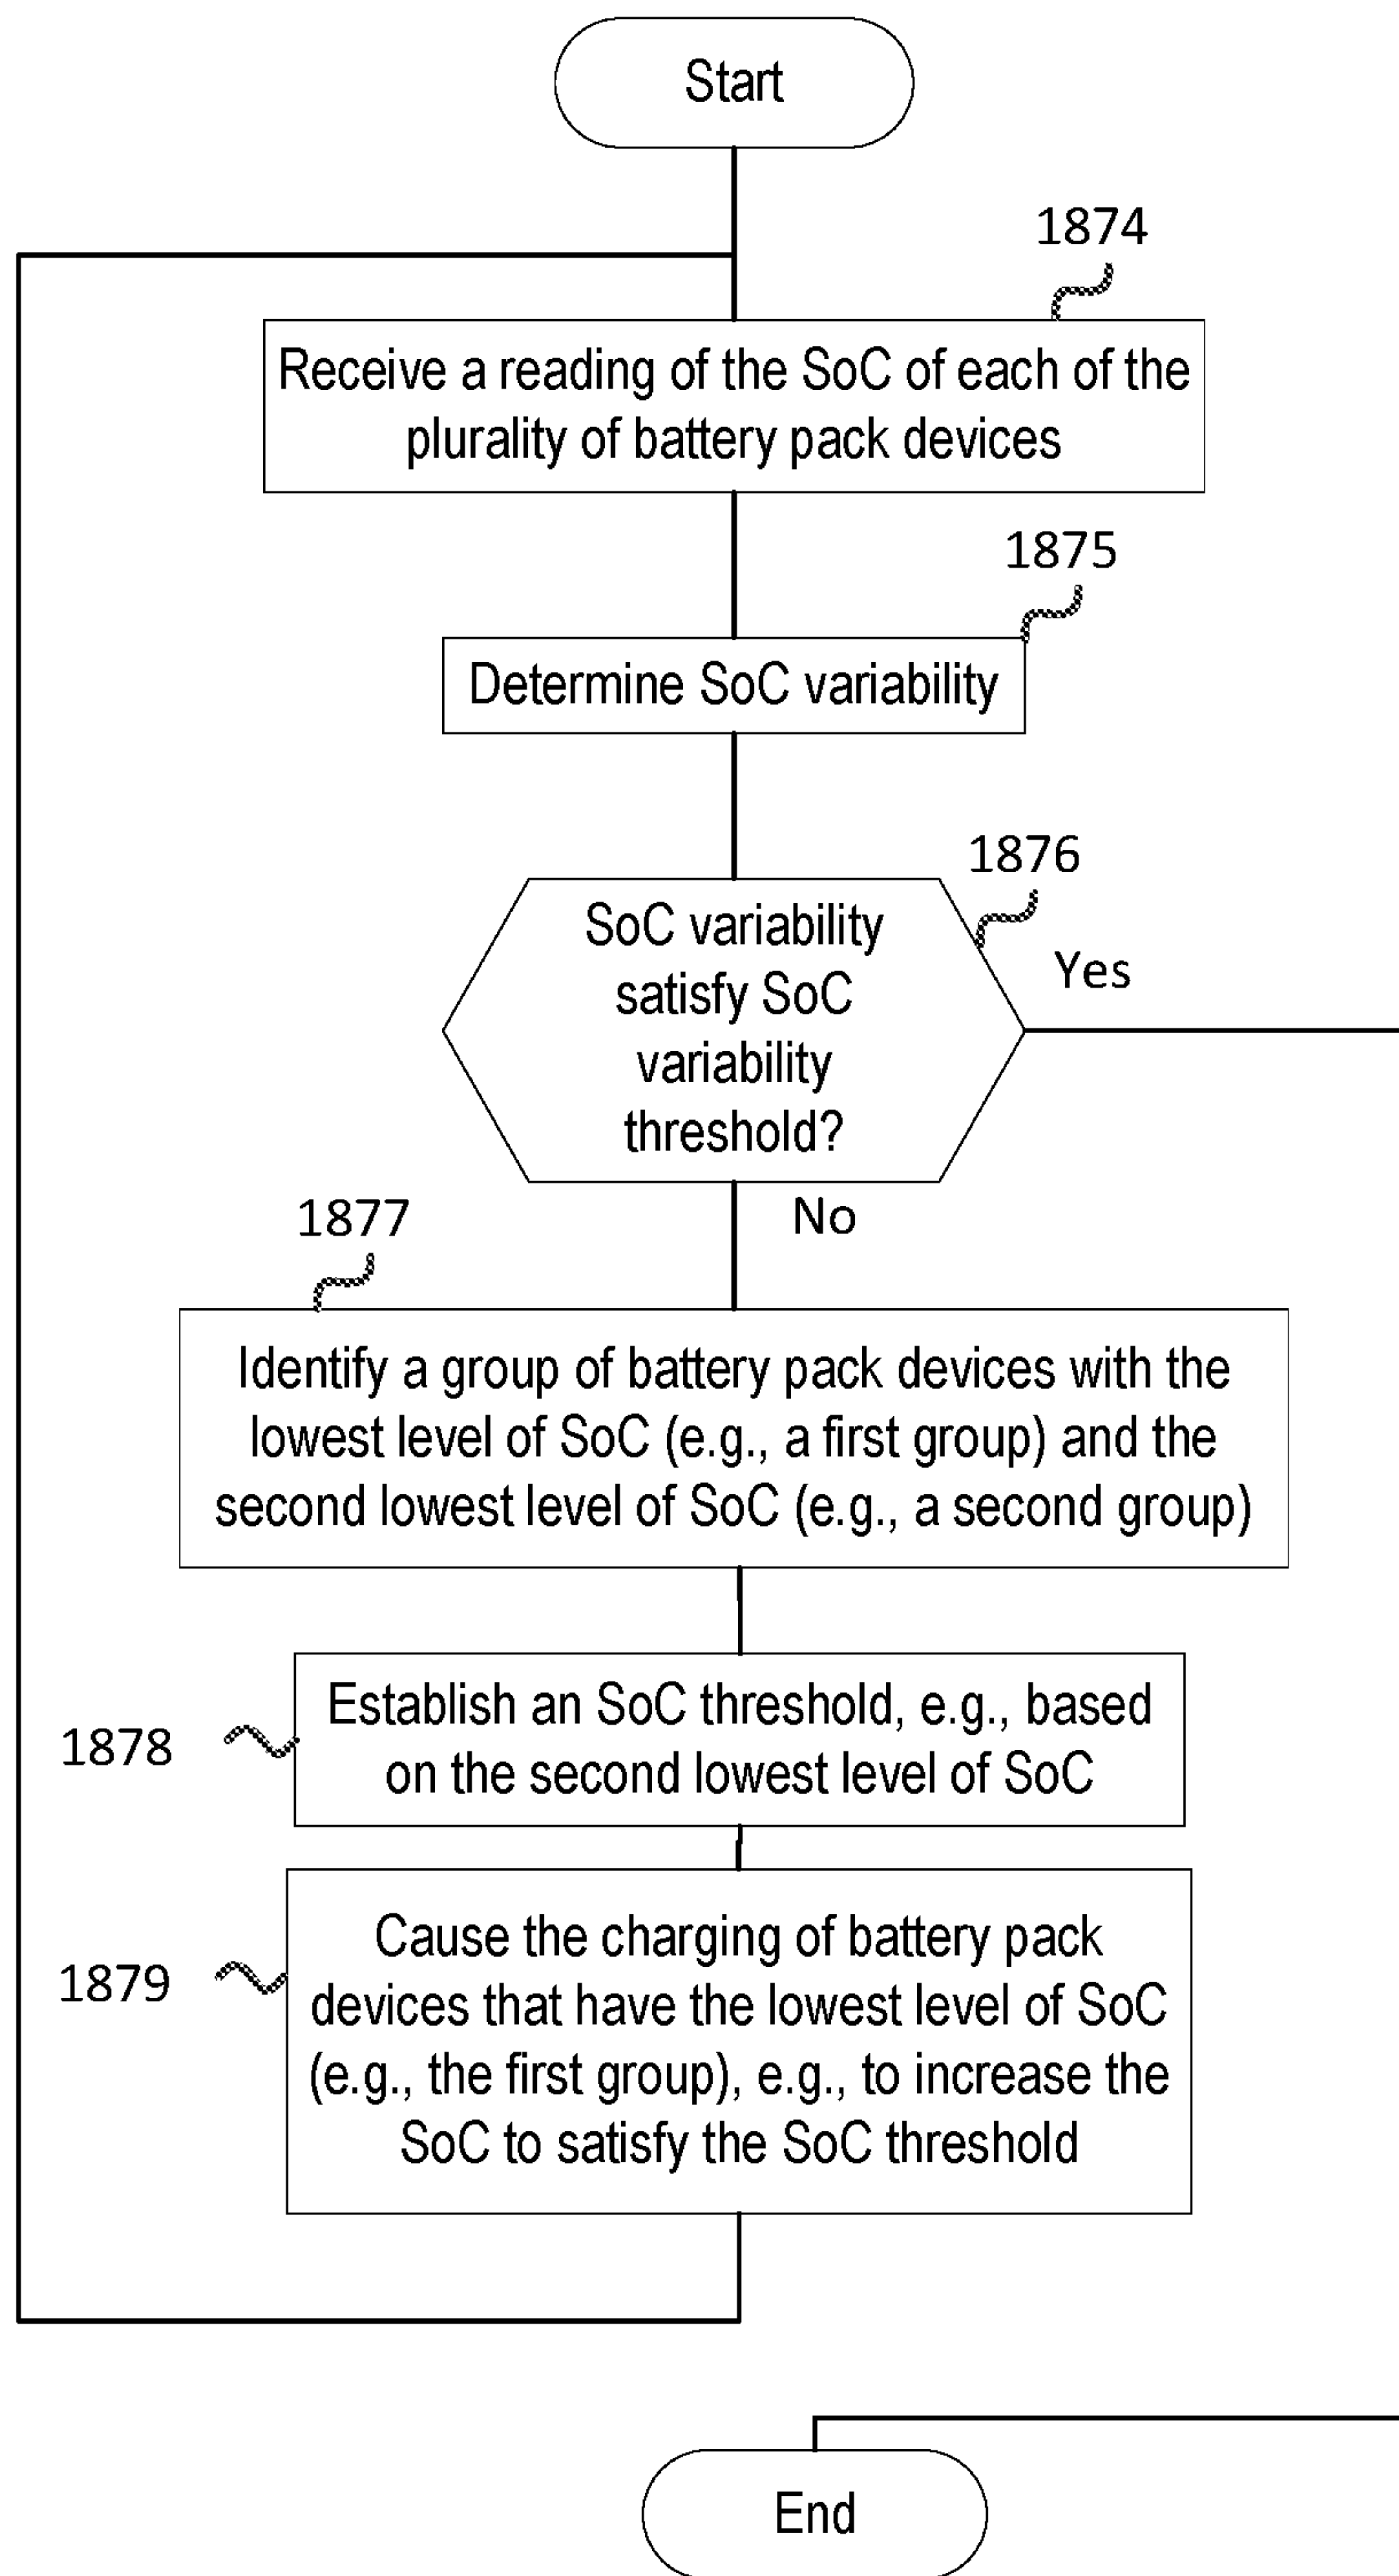 Start
1874
Receive a reading of the SoC of each of the
plurality of battery pack devices
1875
Determine SoC variability
1876
SoC variability
satisfy SoC
variability
threshold?
Yes
No
1877
Identify a group of battery pack devices with the
lowest level of SoC (e.g., a first group) and the
second lowest level of SoC (e.g., a second group)
1878
Establish an SoC threshold, e.g., based
on the second lowest level of SoC
1879
Cause the charging of battery pack
devices that have the lowest level of SoC
(e.g., the first group), e.g., to increase the
SoC to satisfy the SoC threshold
End